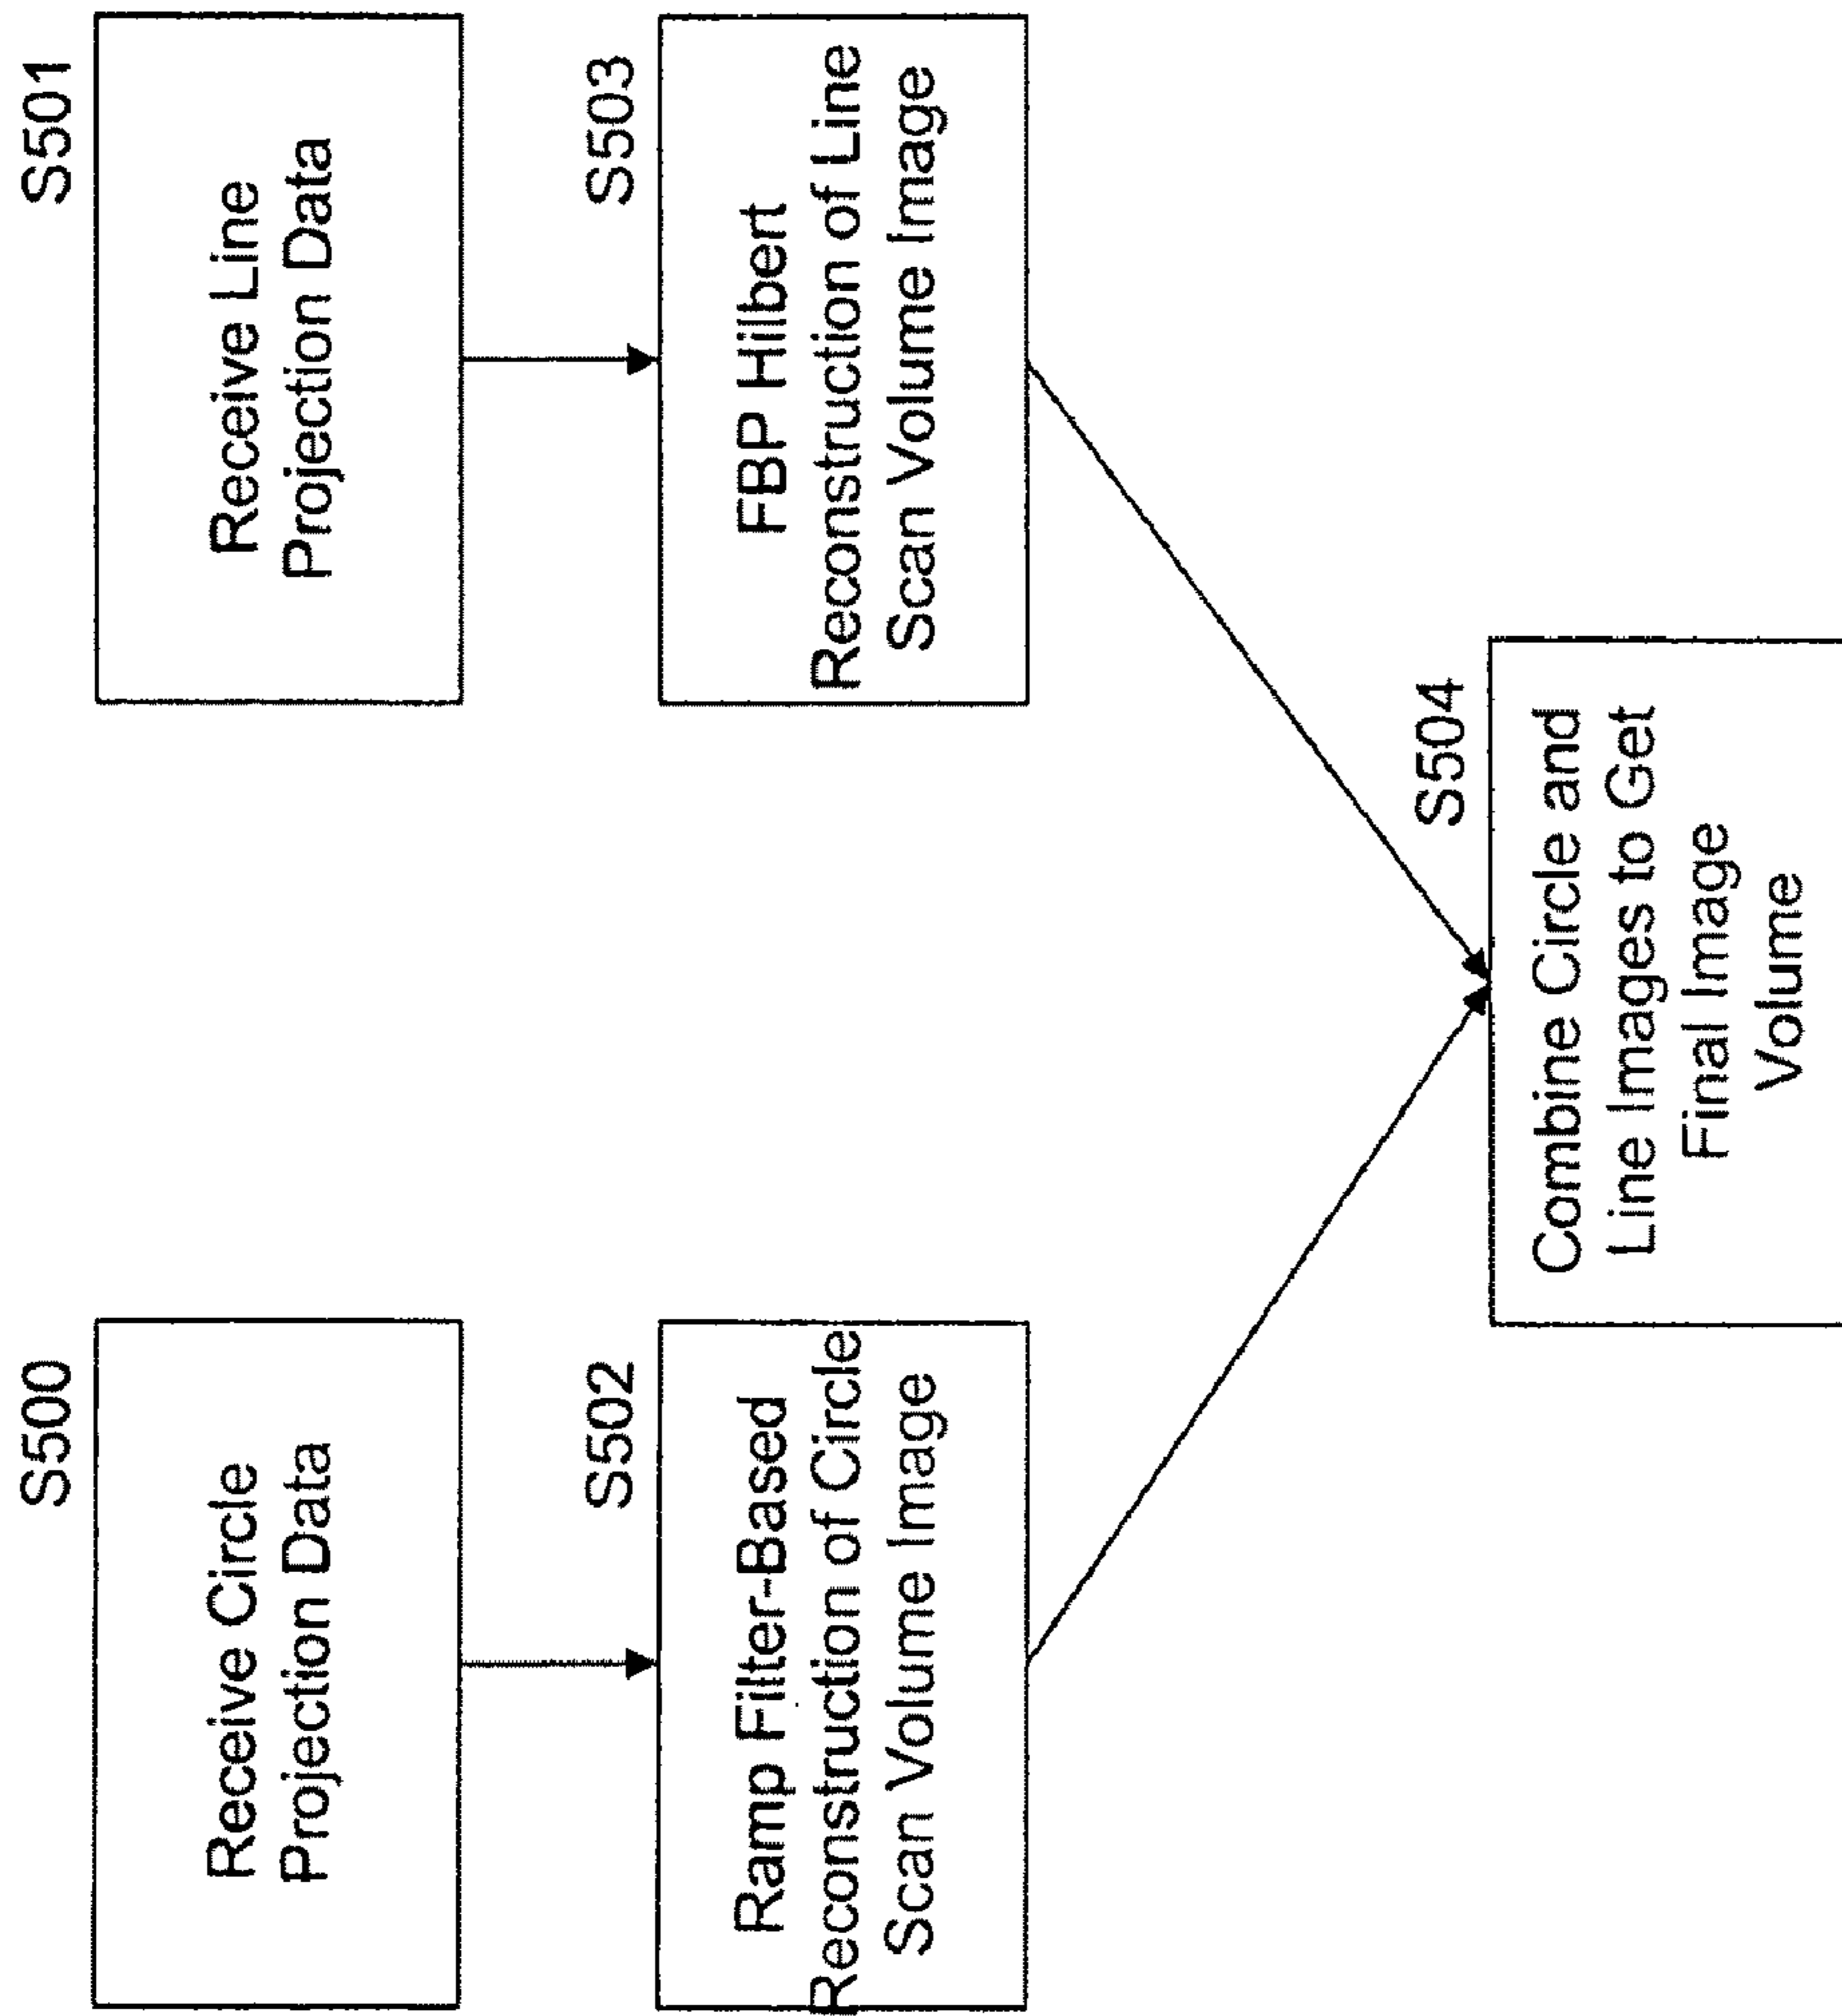 S500
Receive Circle
Projection Data
S501
Receive Line
Projection Data
S502
Ramp Filter-Based
Reconstruction of Circle
Scan Volume Image
S503
FBP Hilbert
Reconstruction of Line
Scan Volume Image
S504
Combine Circle and
Line Images to Get
Final Image
Volume